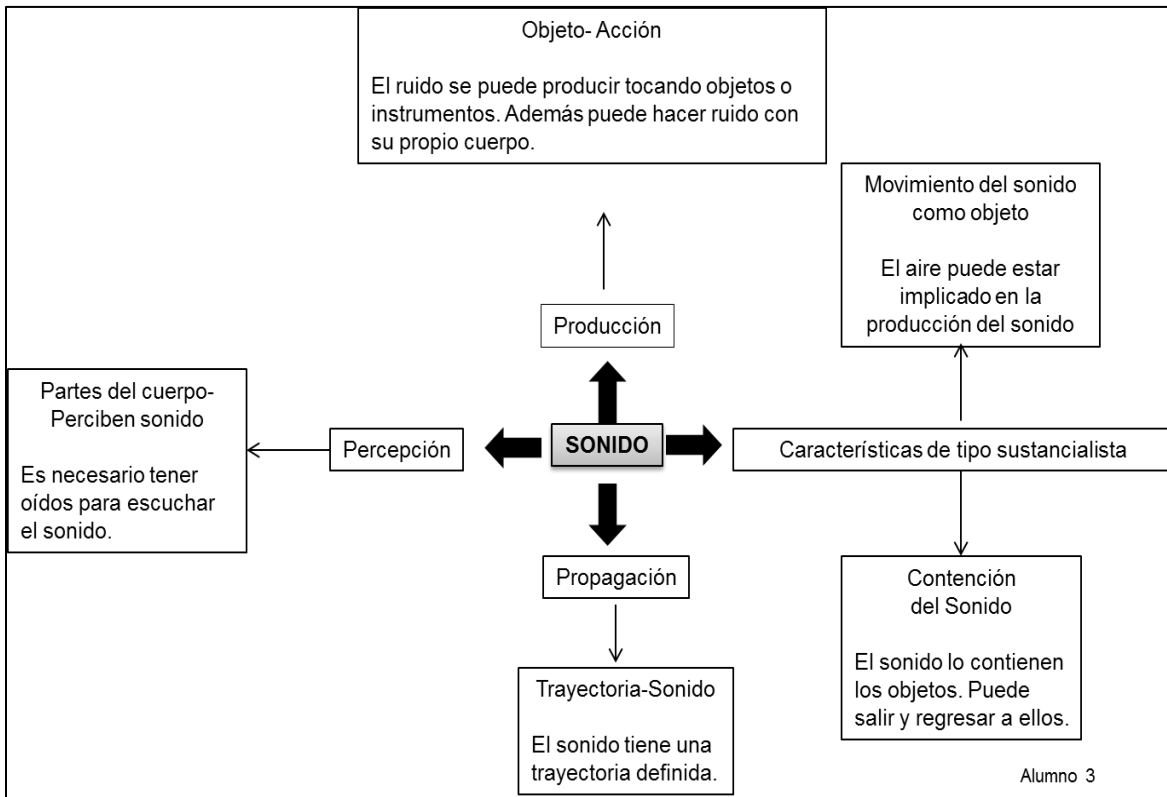 Objeto- Acción
El ruido se puede producir tocando objetos o
instrumentos. Además puede hacer ruido con
su propio cuerpo.
Movimiento del sonido
como objeto
El aire puede estar
implicado en la
producción del sonido
Producción
Partes del cuerpo-
Perciben sonido
Es necesario tener
oídos para escuchar
el sonido.
Percepción
SONIDO
Características de tipo sustancialista
Propagación
Trayectoria-Sonido
El sonido tiene una
trayectoria definida.
Contención
del Sonido
El sonido lo contienen
los objetos. Puede
salir y regresar a ellos.
Alumno 3